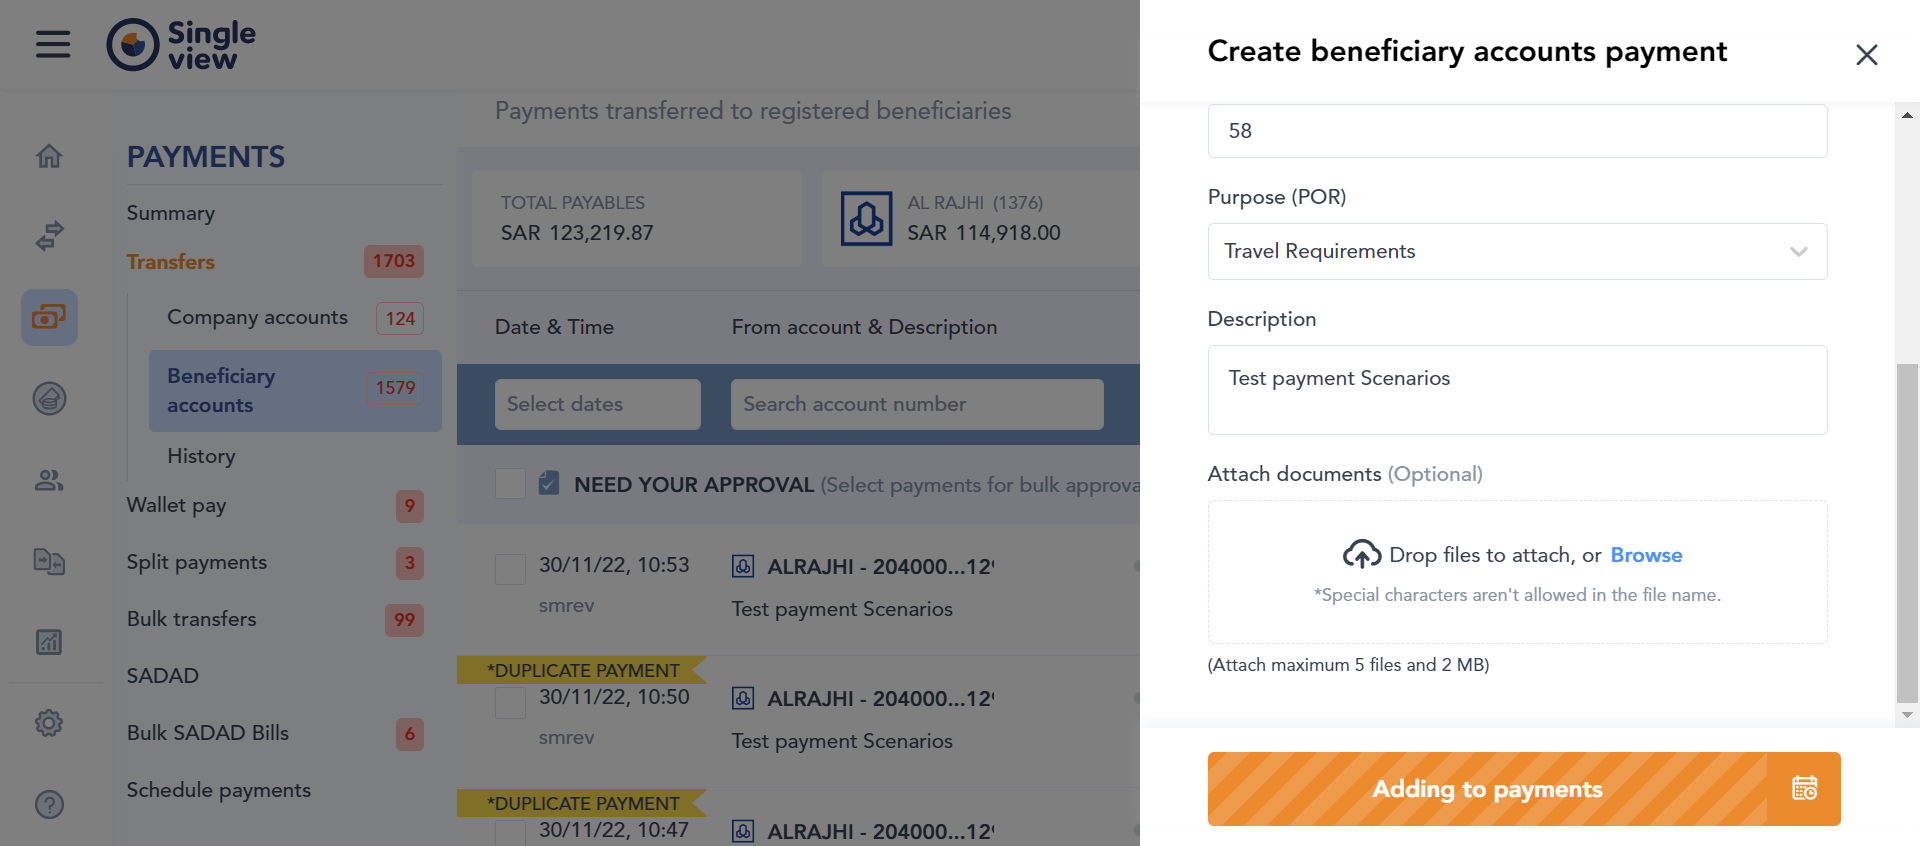 Single
view
PAYMENTS
Summary
Transfers 1703
Company accounts 124
Beneficiary
accounts 1579
History
Wallet pay 9
Split payments 3
Bulk transfers 99
SADAD
Bulk SADAD Bills 6
Schedule payments
Payments transferred to registered beneficiaries
TOTAL PAYABLES
SAR 123,219.87
AL RAJHI (1376)
SAR 114,918.00
Date & Time From account & Description
Select dates Search account number
NEED YOUR APPROVAL (Select payments for bulk approva
30/11/22, 10:53 ALRAJHI - 204000...129
smrev Test payment Scenarios
*DUPLICATE PAYMENT
30/11/22, 10:50 ALRAJHI - 204000...129
smrev Test payment Scenarios
*DUPLICATE PAYMENT
30/11/22, 10:47 ALRAJHI - 204000...129
Create beneficiary accounts payment
58
Purpose (POR)
Travel Requirements
Description
Test payment Scenarios
Attach documents (Optional)
Drop files to attach, or Browse
*Special characters aren't allowed in the file name.
(Attach maximum 5 files and 2 MB)
Adding to payments